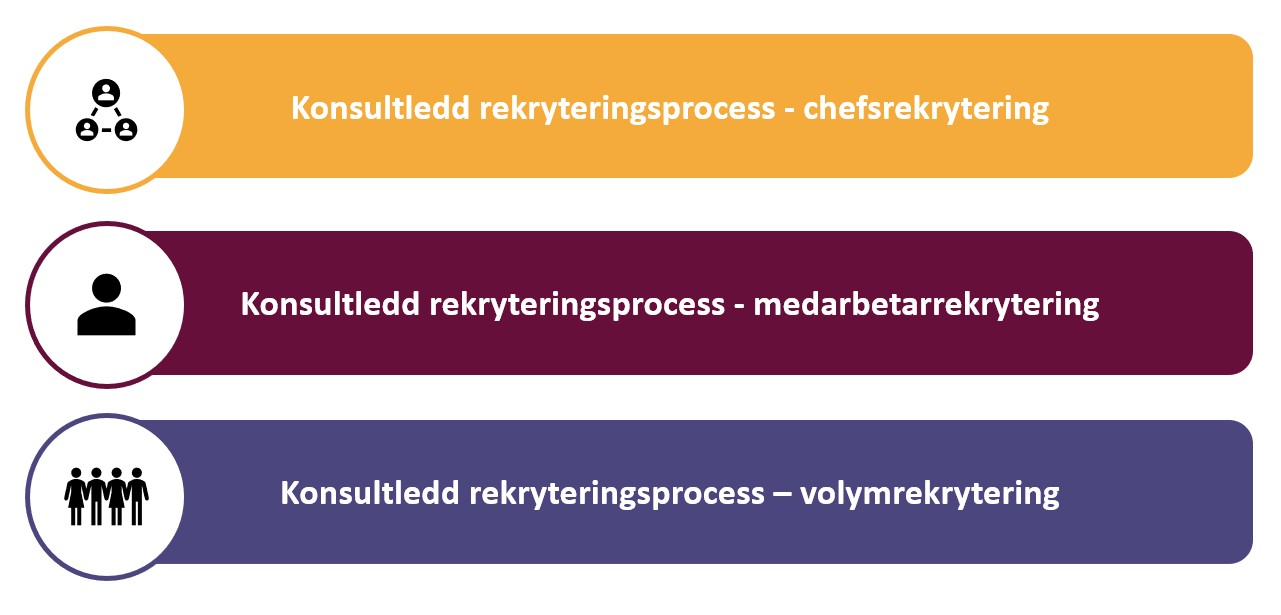 Konsultledd rekryteringsprocess - chefsrekrytering
Konsultledd rekryteringsprocess - medarbetarrekrytering
Konsultledd rekryteringsprocess – volymrekrytering